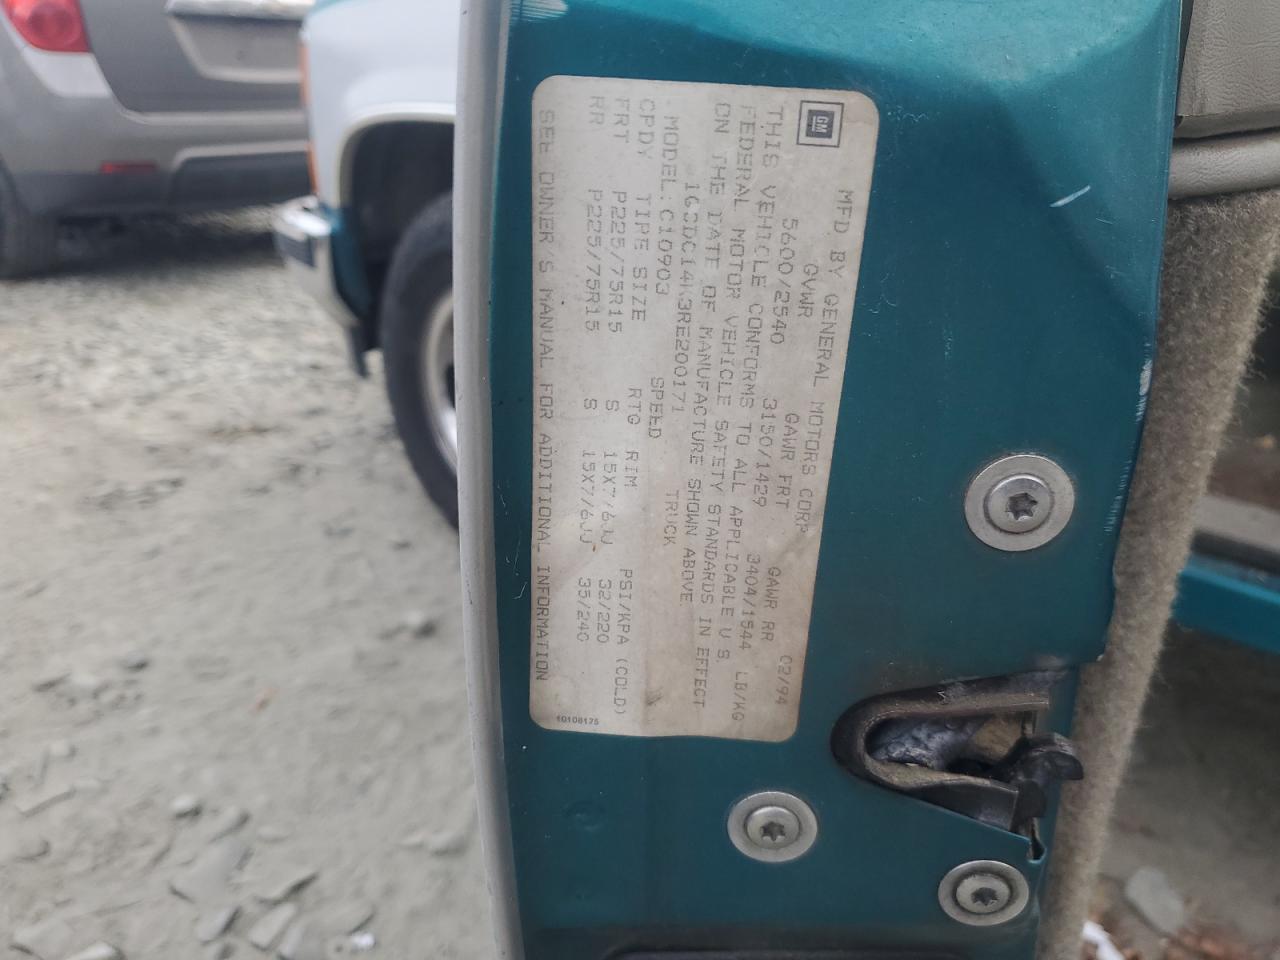 GM
MFD BY GENERAL MOTORS CORP 02/94
GVWR GAWR FRT GAWR RR
5600/2540 3150/1429 3404/1544 LB/KG
THIS VEHICLE CONFORMS TO ALL APPLICABLE U.S.
FEDERAL MOTOR VEHICLE SAFETY STANDARDS IN EFFECT
ON THE DATE OF MANUFACTURE SHOWN ABOVE.
1GCDC14K3RE200171 TRUCK
MODEL:C10903
SPEED
CPDY TIRE SIZE RTG RIM PSI/KPA (COLD)
FRT P225/75R15 S 15X7/6JJ 32/220
RR P225/75R15 S 15X7/6JJ 35/240
SEE OWNER'S MANUAL FOR ADDITIONAL INFORMATION
10108175